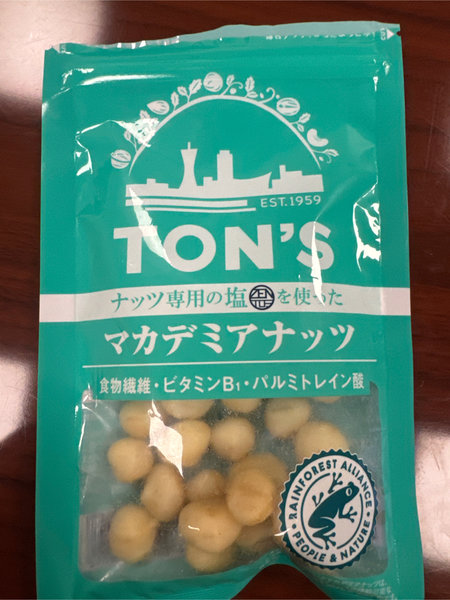 EST.1959
TON'S
ナッツ専用の塩を使った
マカデミアナッツ
食物繊維・ビタミンB1・パルミトレイン酸
RAINFOREST ALLIANCE
PEOPLE & NATURE